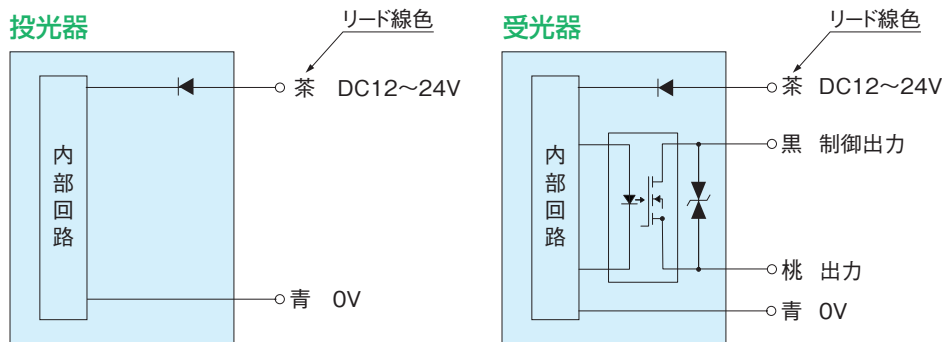 投光器
リード線色
内部回路
茶 DC12～24V
青 0V
受光器
リード線色
内部回路
茶 DC12～24V
黒 制御出力
桃 出力
青 0V